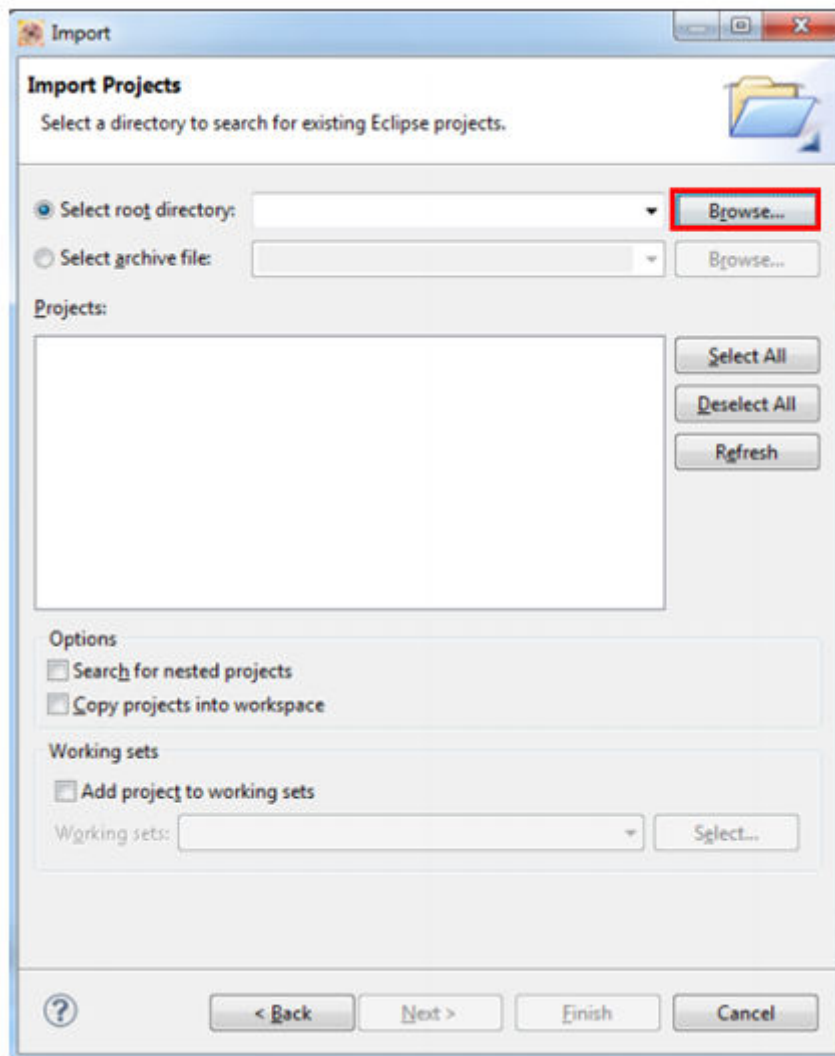 Import
Import Projects
Select a directory to search for existing Eclipse projects.
Select root directory:
Browse...
Select archive file:
Browse...
Projects:
Select All
Deselect All
Refresh
Options
Search for nested projects
Copy projects into workspace
Working sets
Add project to working sets
Working sets:
Select...
?
< Back
Next >
Finish
Cancel